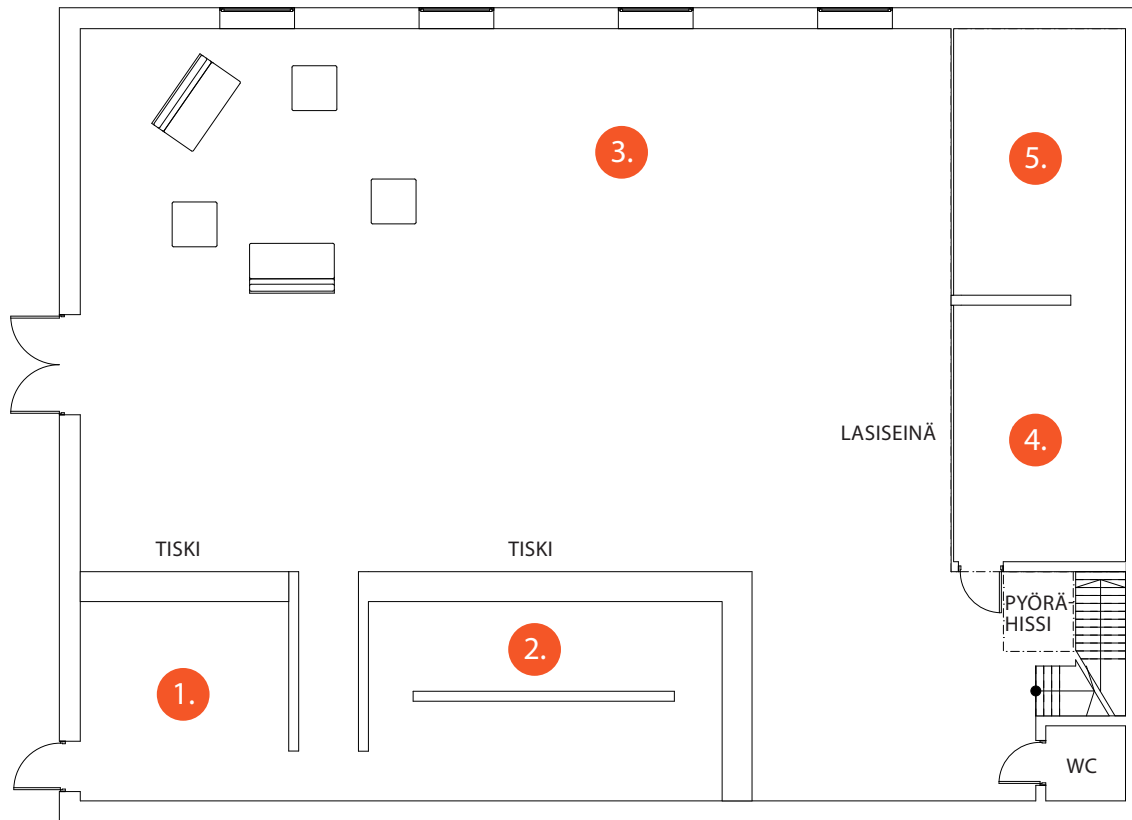 3.
5.
LASISEINÄ
4.
TISKI
TISKI
PYÖRÄ-
HISSI
2.
1.
WC